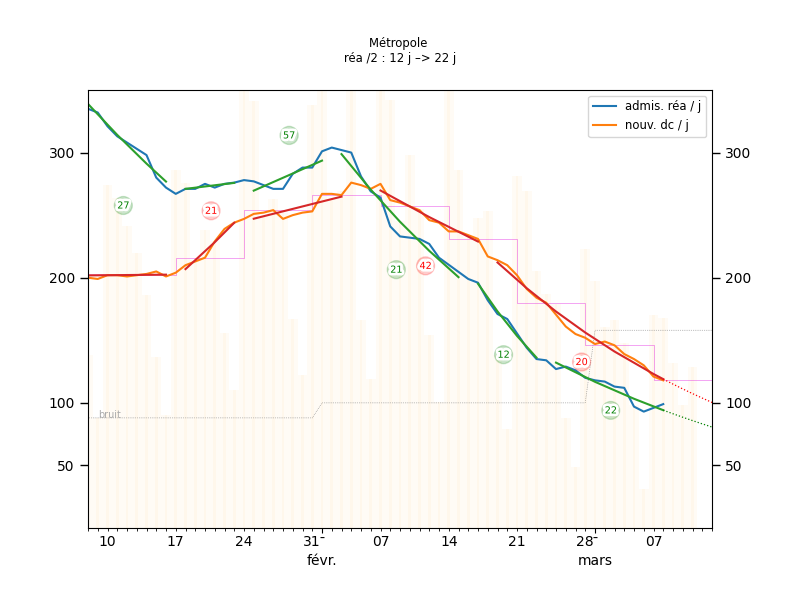 Métropole
réa /2 : 12 j –> 22 j
admis. réa / j
nouv. dc / j
300
300
57
27
21
21
42
200
200
12
20
22
100
100
bruit
50
50
10 17 24 31- 07 14 21 28- 07
févr. mars